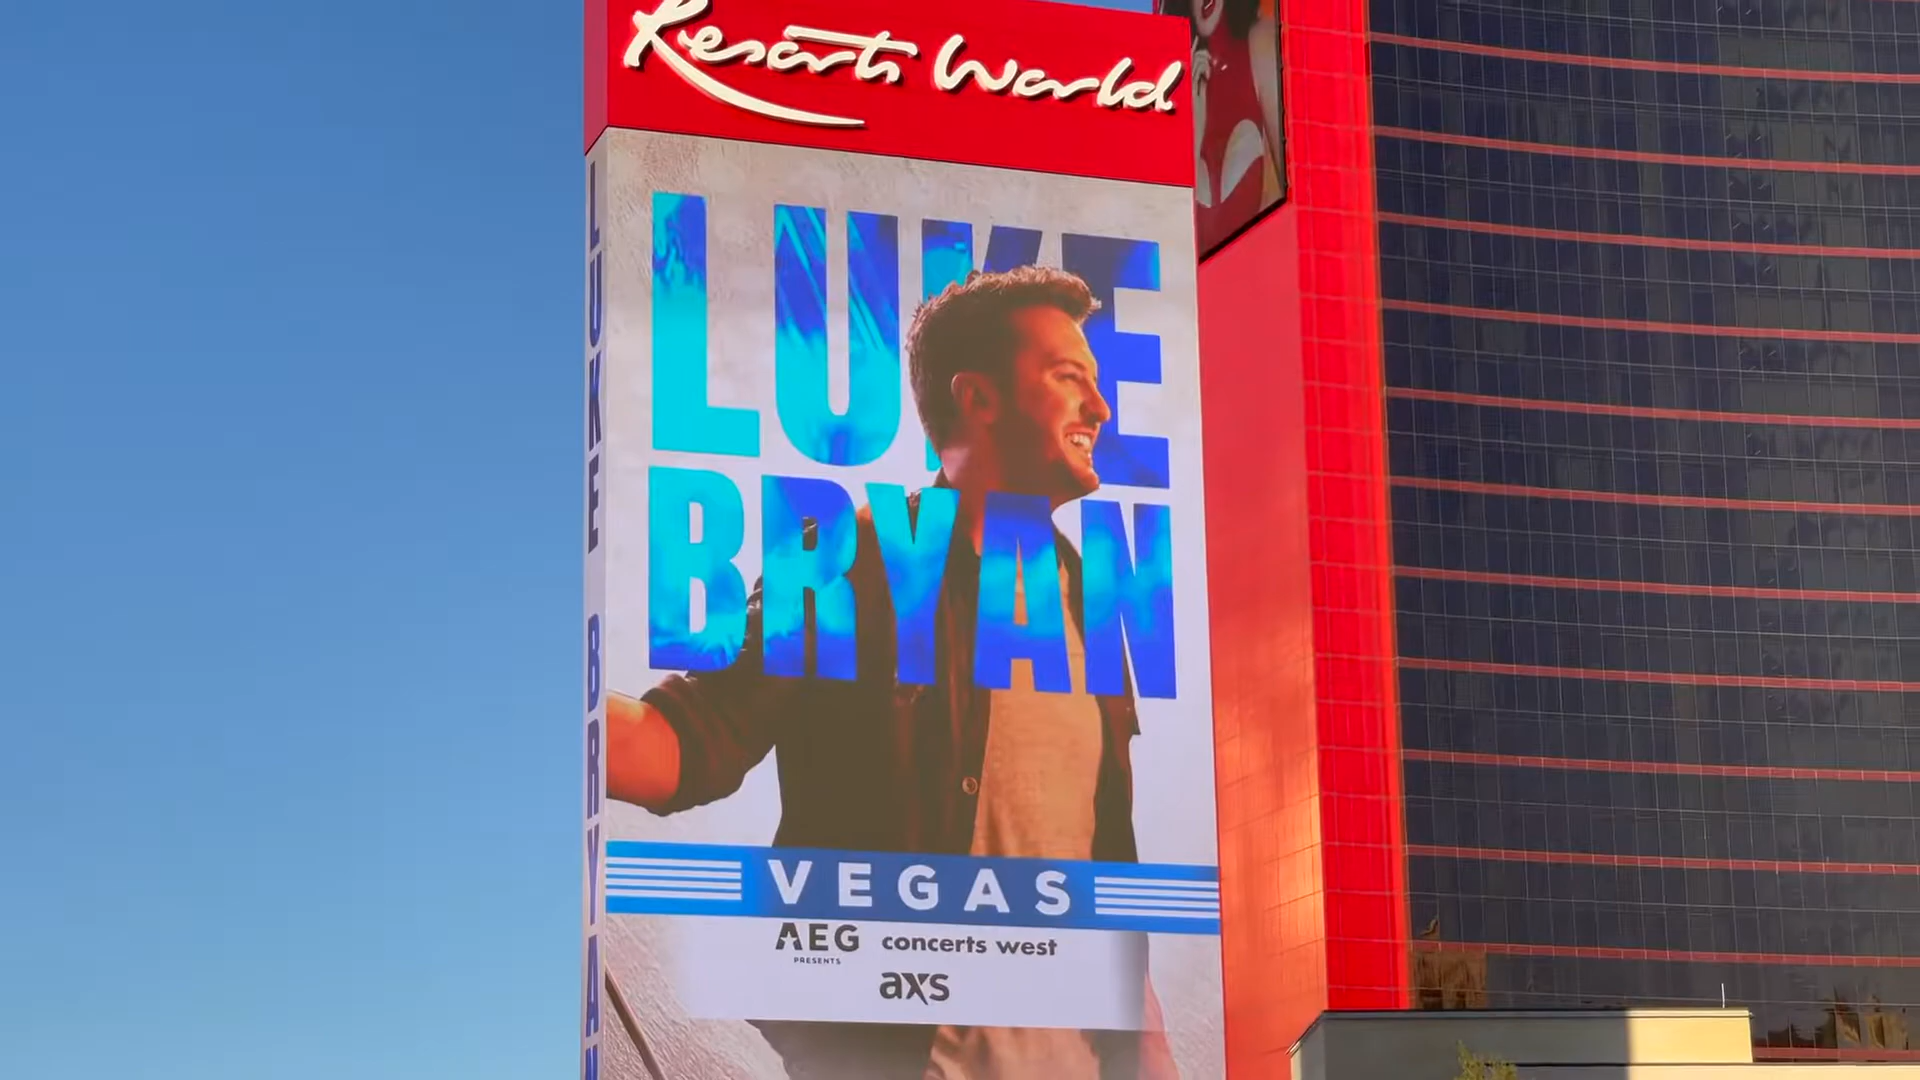 Resorts World
LUKE
BRYAN
VEGAS
AEG concerts west
PRESENTS
axs
LUKE BRYAN